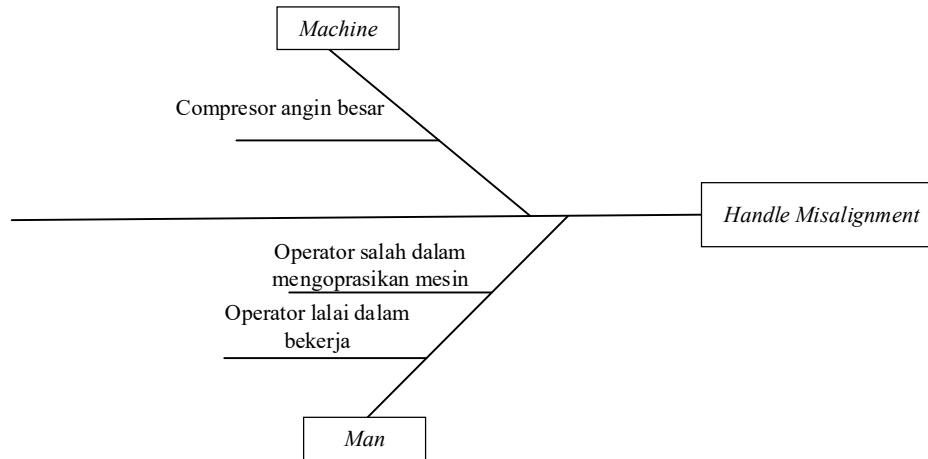 Machine
Compresor angin besar
Handle Misalignment
Operator salah dalam
mengoprasikan mesin
Operator lalai dalam
bekerja
Man